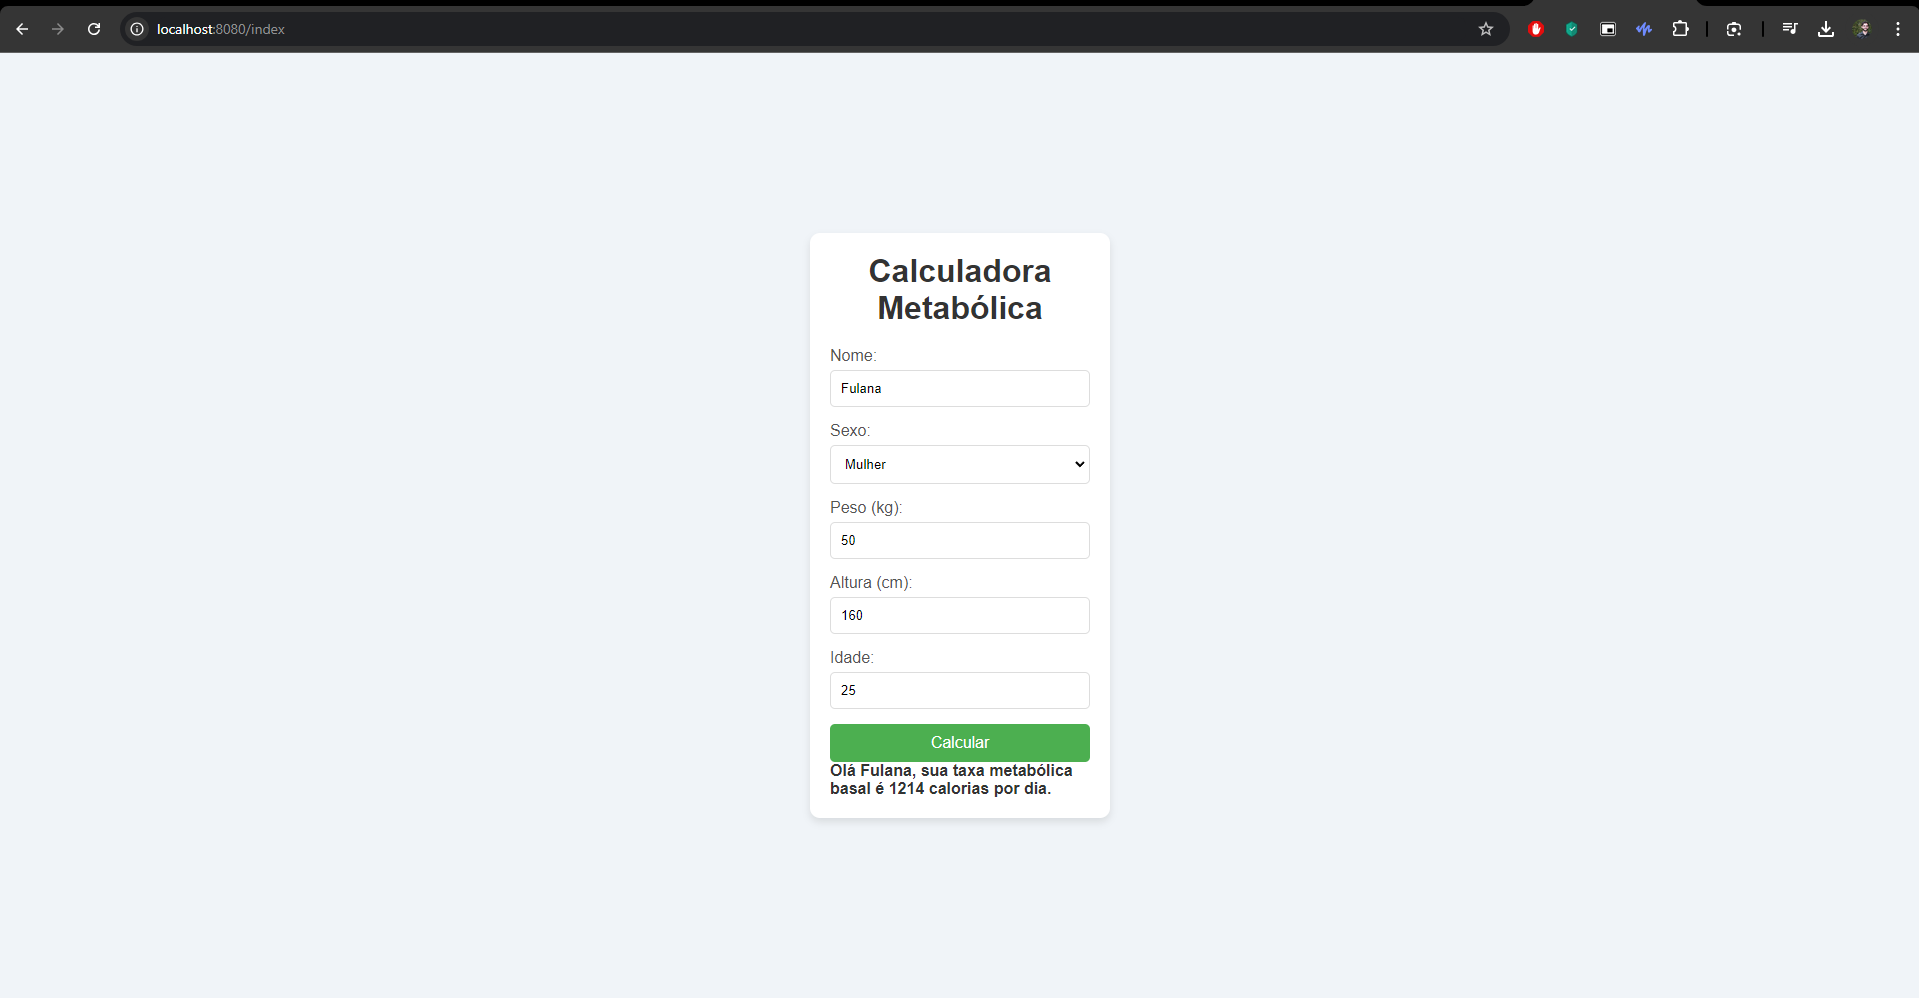 localhost:8080/index
Calculadora
Metabólica
Nome:
Fulana
Sexo:
Mulher
Peso (kg):
50
Altura (cm):
160
Idade:
25
Calcular
Olá Fulana, sua taxa metabólica
basal é 1214 calorias por dia.